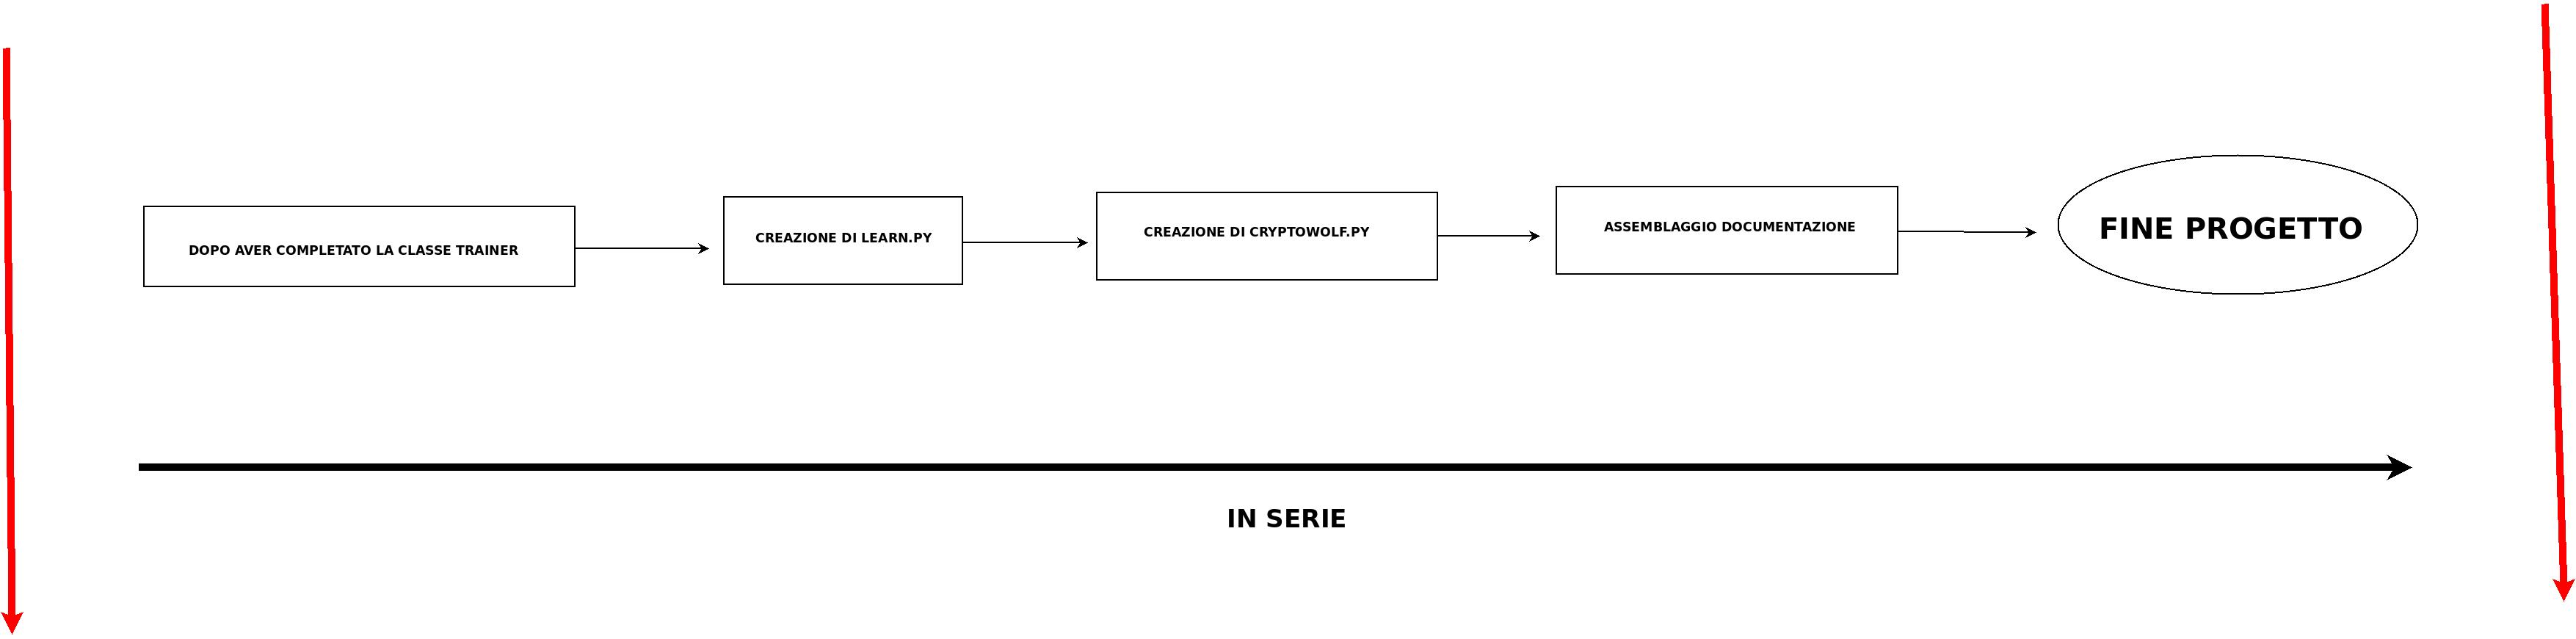 DOPO AVER COMPLETATO LA CLASSE TRAINER
CREAZIONE DI LEARN.PY
CREAZIONE DI CRYPTOWOLF.PY
ASSEMBLAGGIO DOCUMENTAZIONE
FINE PROGETTO
IN SERIE